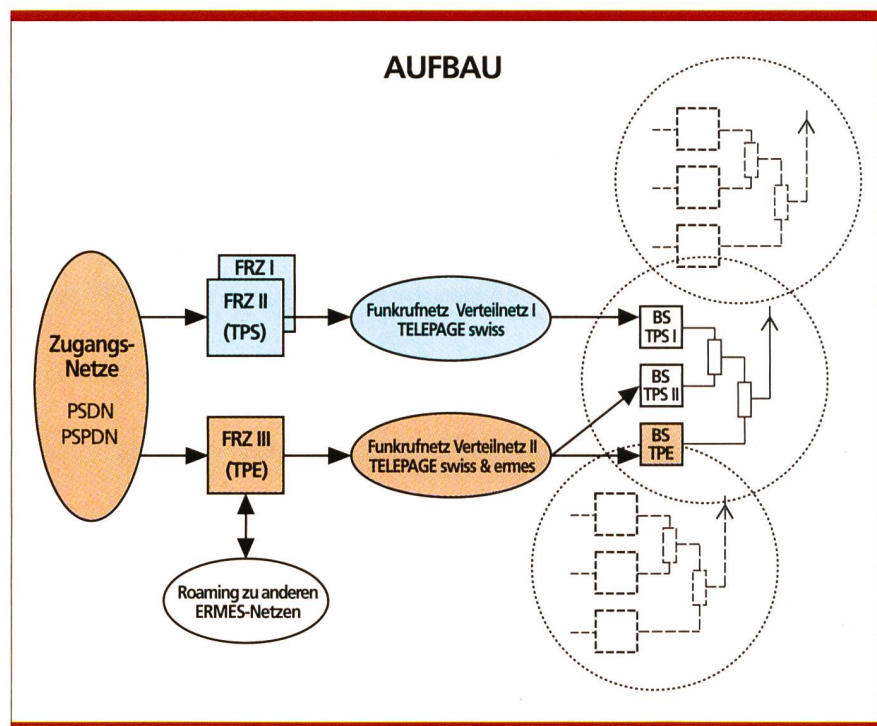 AUFBAU
Zugangs-
Netze
PSDN
PSPDN
FRZ I
FRZ II
(TPS)
Funkrufnetz Verteilnetz I
TELEPAGE swiss
BS
TPS I
BS
TPS II
BS
TPE
FRZ III
(TPE)
Funkrufnetz Verteilnetz II
TELEPAGE swiss & ermes
Roaming zu anderen
ERMES-Netzen